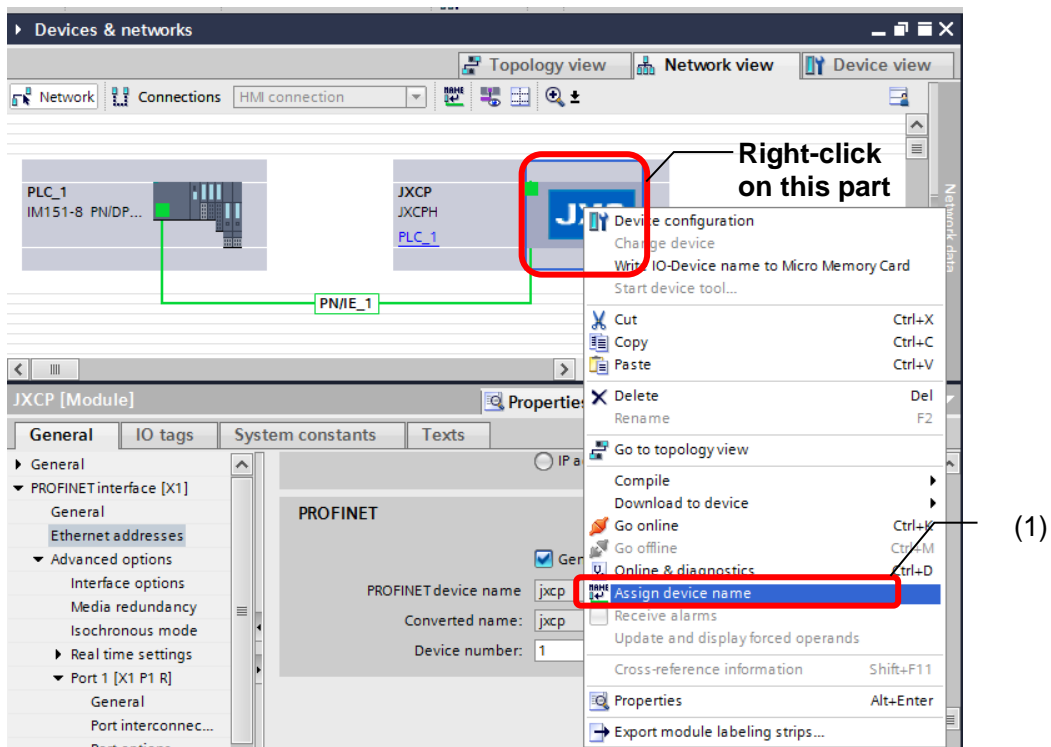 Devices & networks
Topology view
Network view
Device view
Network
Connections
HMI connection
Right-click
on this part
PLC_1
IM151-8 PN/DP...
JXCP
JXCPH
PLC_1
PN/IE_1
Network data
Device configuration
Change device
Write IO-Device name to Micro Memory Card
Start device tool...
Cut Ctrl+X
Copy Ctrl+C
Paste Ctrl+V
Delete Del
Rename F2
Go to topology view
Compile
Download to device
Go online Ctrl+K
Go offline Ctrl+M
Online & diagnostics Ctrl+D
Assign device name
Receive alarms
Update and display forced operands
Cross-reference information Shift+F11
Properties Alt+Enter
Export module labeling strips...
(1)
JXCP [Module]
Properties
General
IO tags
System constants
Texts
General
PROFINET interface [X1]
General
Ethernet addresses
Advanced options
Interface options
Media redundancy
Isochronous mode
Real time settings
Port 1 [X1 P1 R]
General
Port interconnec...
PROFINET
PROFINET device name jxcp
Converted name: jxcp
Device number: 1